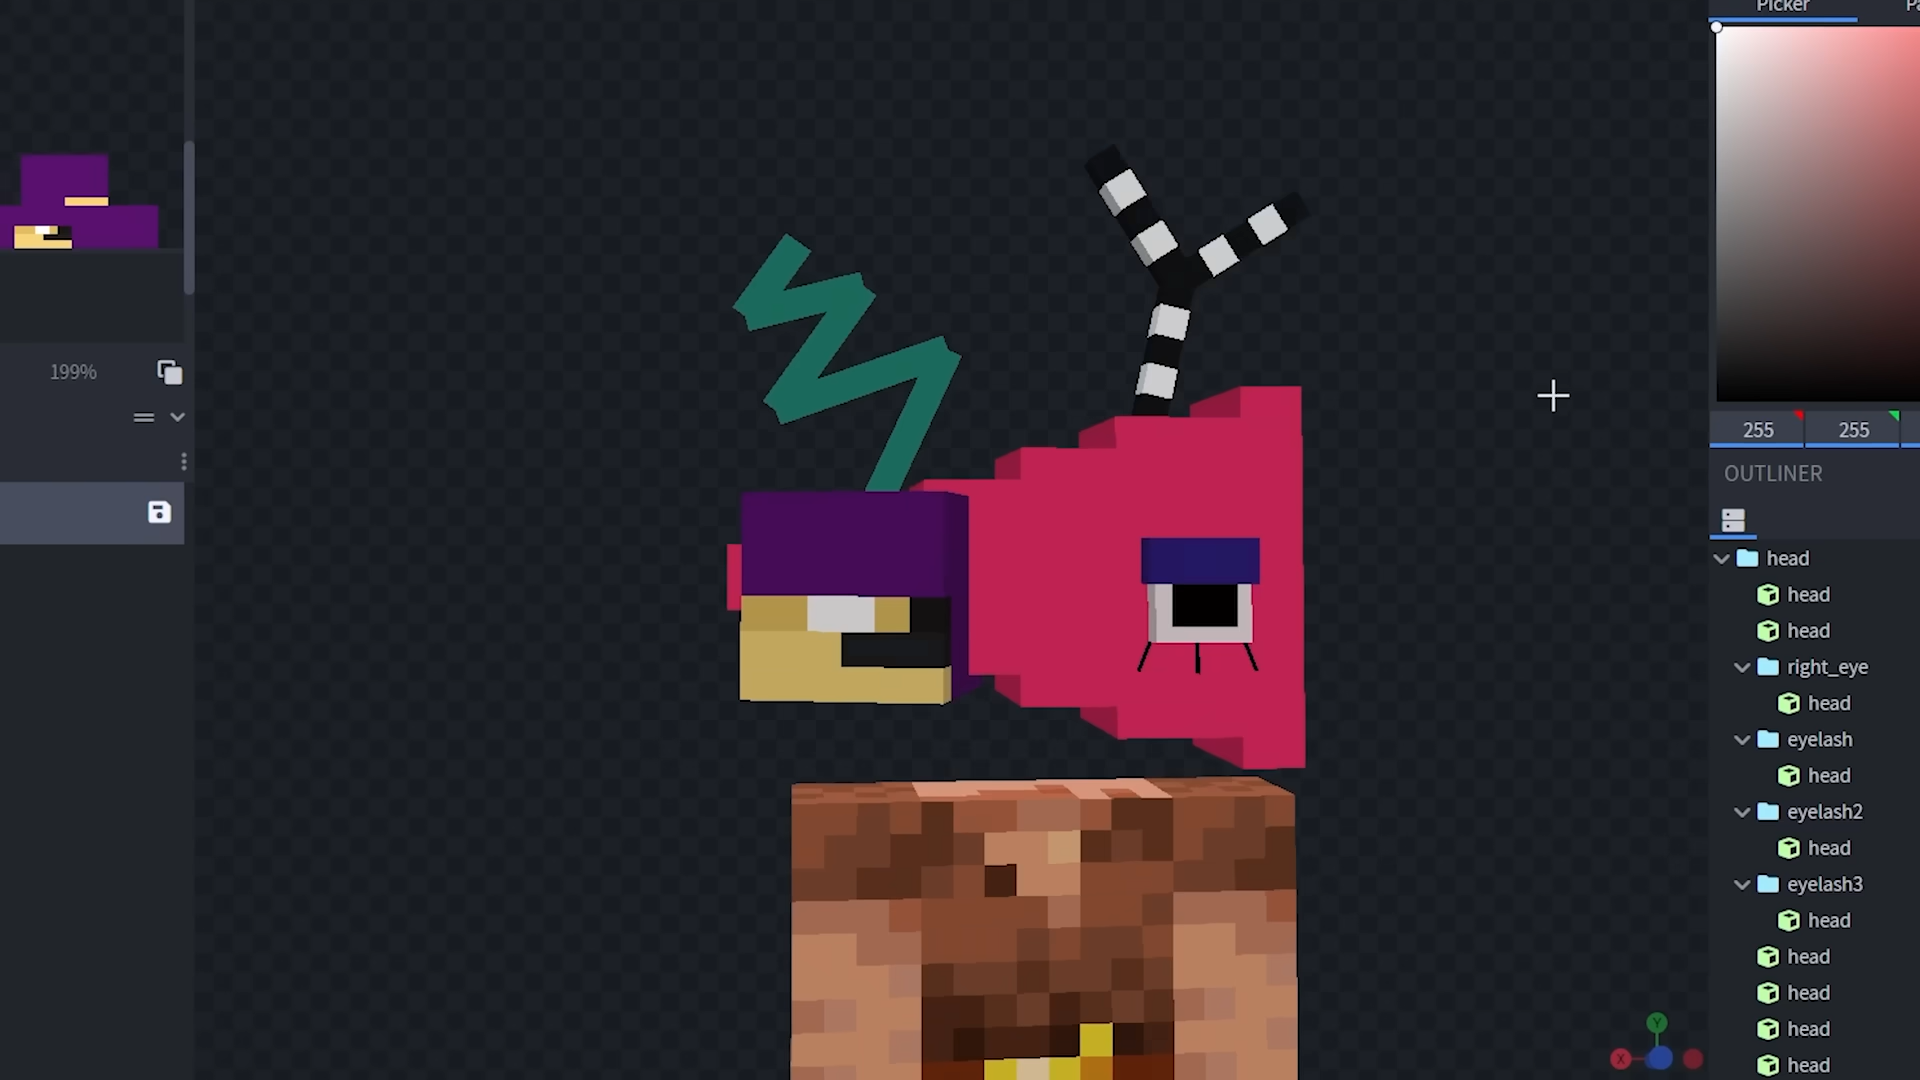 Picker
199%
255
255
OUTLINER
head
head
head
right_eye
head
eyelash
head
eyelash2
head
eyelash3
head
head
head
head
head
Y
X